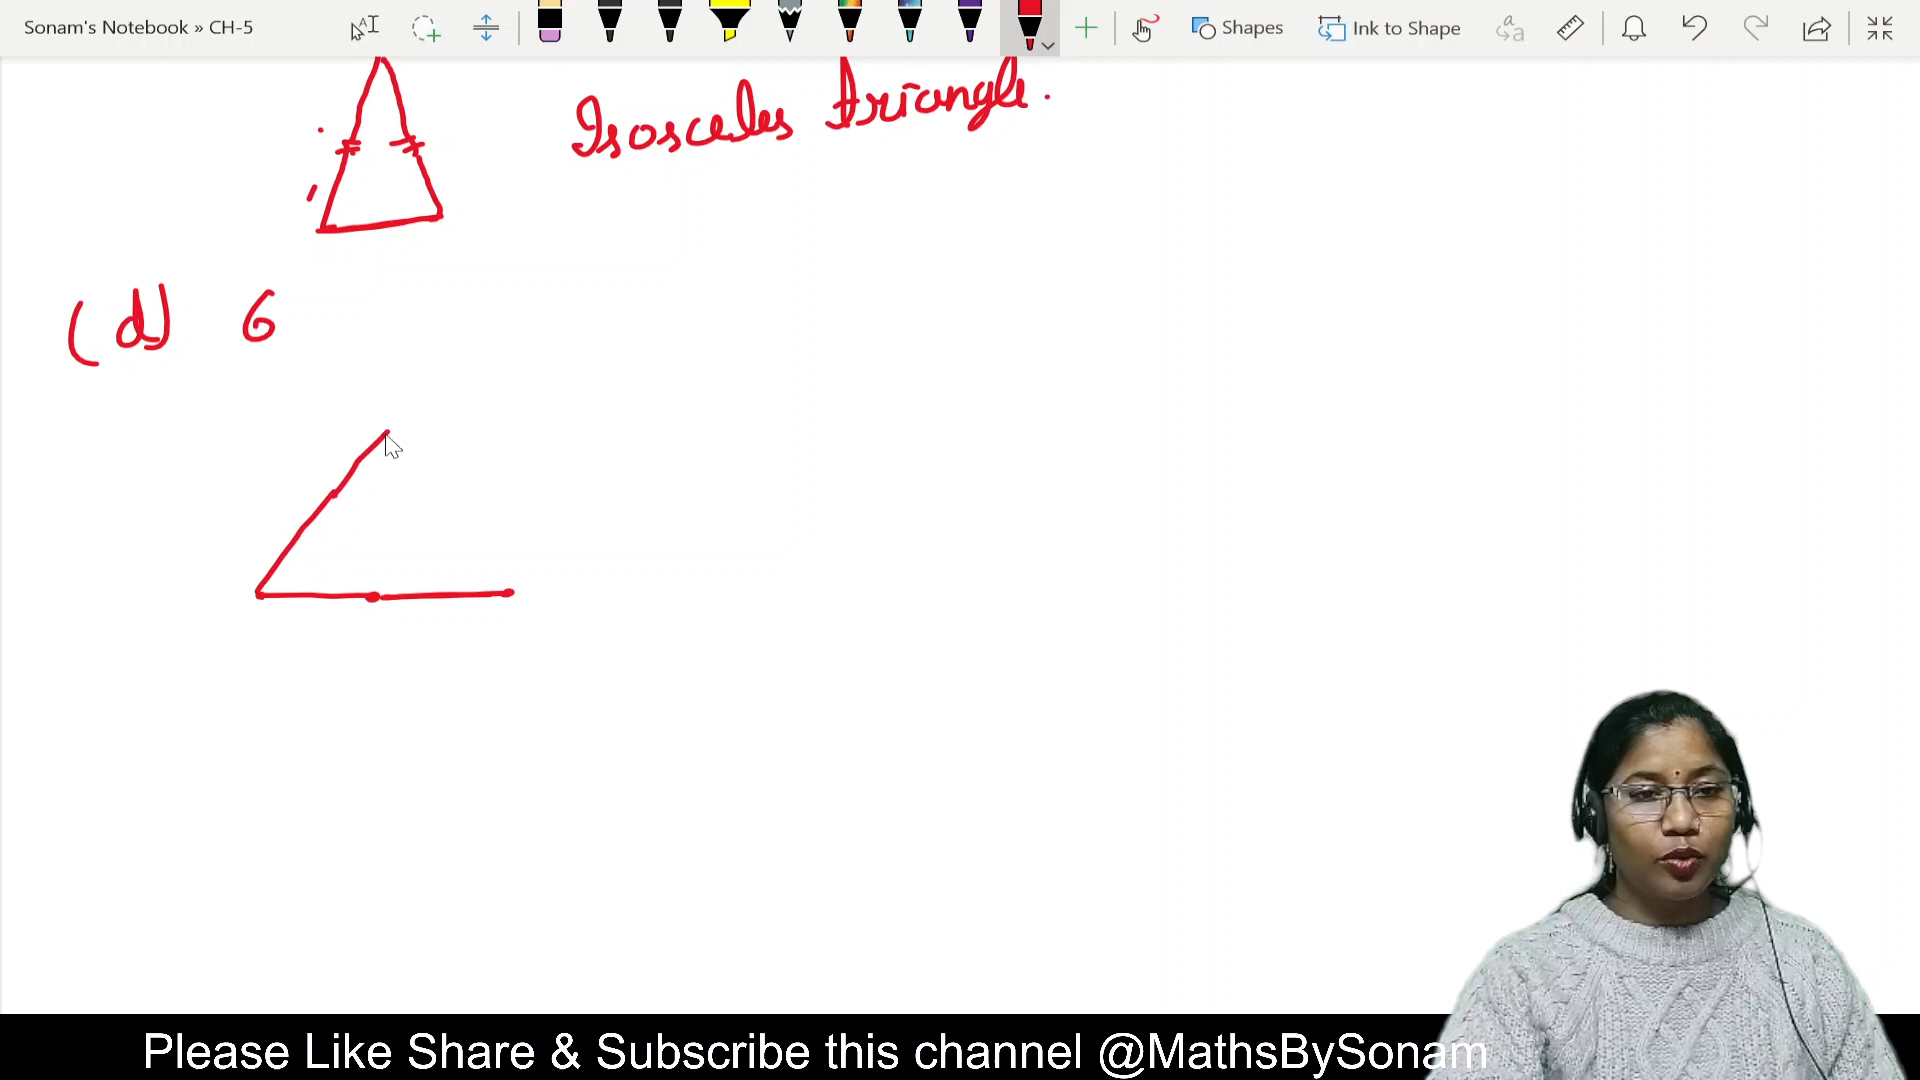 Sonam's Notebook » CH-5
Shapes
Ink to Shape
Isosceles triangle.
(d) 6
Please Like Share & Subscribe this channel @MathsBySonam